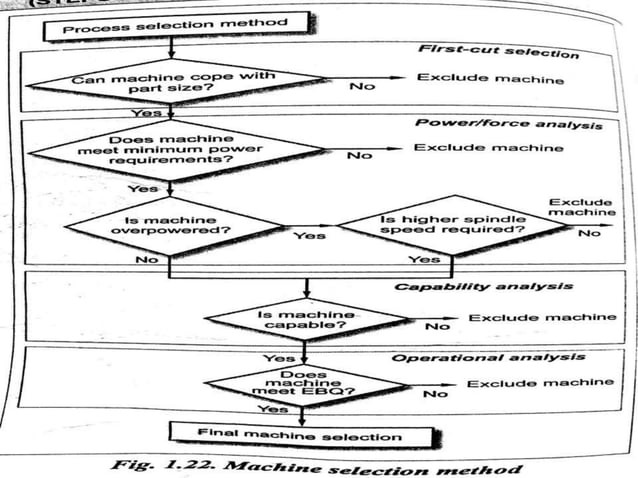 Process selection method
First-cut selection
Can machine cope with
part size?
No
Exclude machine
Yes
Power/force analysis
Does machine
meet minimum power
requirements?
No
Exclude machine
Yes
Is machine
overpowered?
Yes
Is higher spindle
speed required?
Exclude
machine
No
No
Yes
Capability analysis
Is machine
capable?
No
Exclude machine
Yes
Operational analysis
Does
machine
meet EBQ?
No
Exclude machine
Yes
Final machine selection
Fig. 1.22. Machine selection method